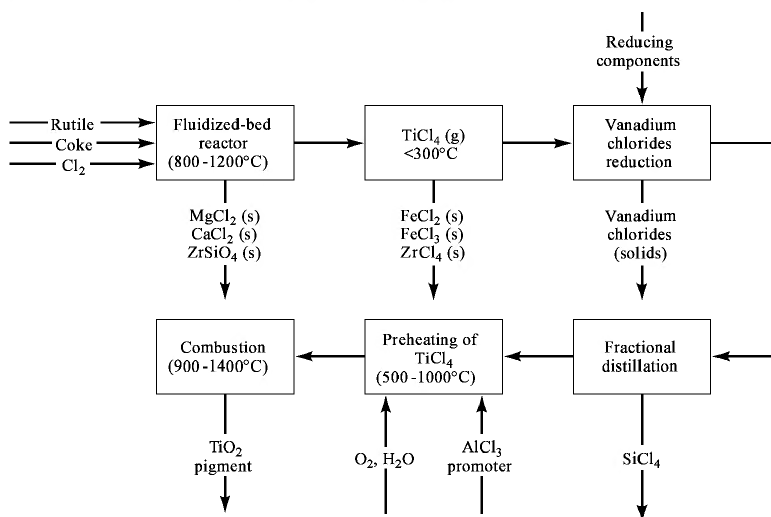 Reducing
components
Rutile
Coke
Cl₂
Fluidized-bed
reactor
(800-1200°C)
TiCl₄ (g)
<300°C
Vanadium
chlorides
reduction
MgCl₂ (s)
CaCl₂ (s)
ZrSiO₄ (s)
FeCl₂ (s)
FeCl₃ (s)
ZrCl₄ (s)
Vanadium
chlorides
(solids)
Combustion
(900-1400°C)
Preheating of
TiCl₄
(500-1000°C)
Fractional
distillation
TiO₂
pigment
O₂, H₂O
AlCl₃
promoter
SiCl₄